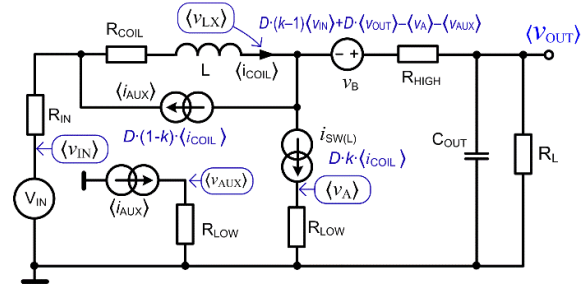 ⟨v_LX⟩ D·(k–1)⟨v_IN⟩+D·⟨v_OUT⟩–⟨v_A⟩–⟨v_AUX⟩
⟨v_OUT⟩
R_COIL
L
⟨i_COIL⟩
v_B
R_HIGH
⟨i_AUX⟩
R_IN
D·(1-k)·⟨i_COIL⟩
i_SW(L)
C_OUT
⟨v_IN⟩
D·k·⟨i_COIL⟩
R_L
⟨v_AUX⟩
⟨v_A⟩
V_IN
⟨i_AUX⟩
R_LOW
R_LOW